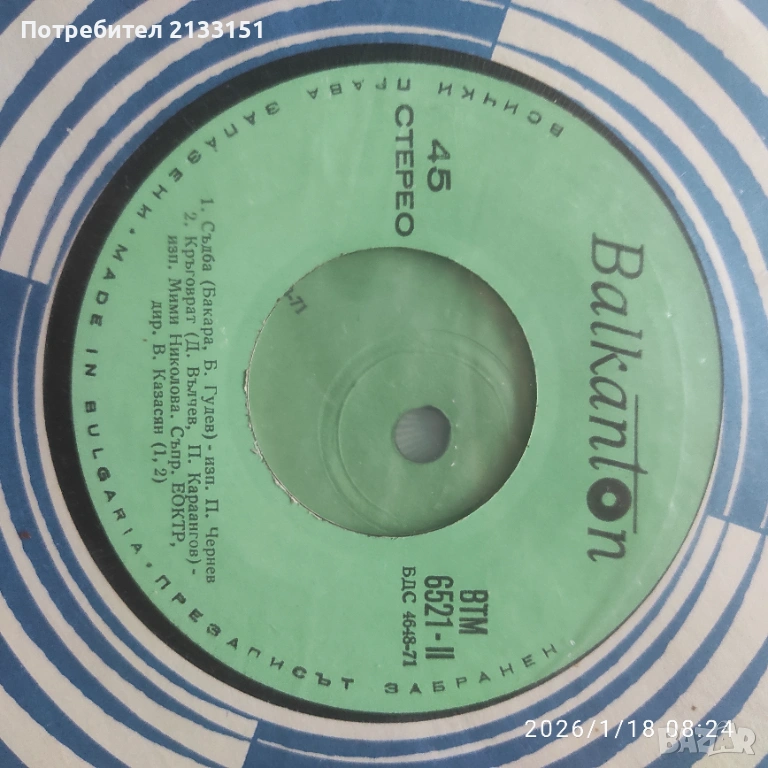 Потребител 2133151
ВСИЧКИ ПРАВА ЗАПАЗЕНИ • MADE IN BULGARIA • ПРЕЗАПИСЪТ ЗАБРАНЕН
Balkanton
45
СТЕРЕО
ВТМ
6521-II
БДС 4648-71
1. Съдба (Бакара, Б. Гудев) - изп. П. Чернев
2. Кръговрат (Д. Вълчев, П. Караангов) -
изп. Мими Николова. Съпр. ЕОКТР,
дир. В. Казасян (1, 2)
-71
2026/1/18 08:24
BAZAR